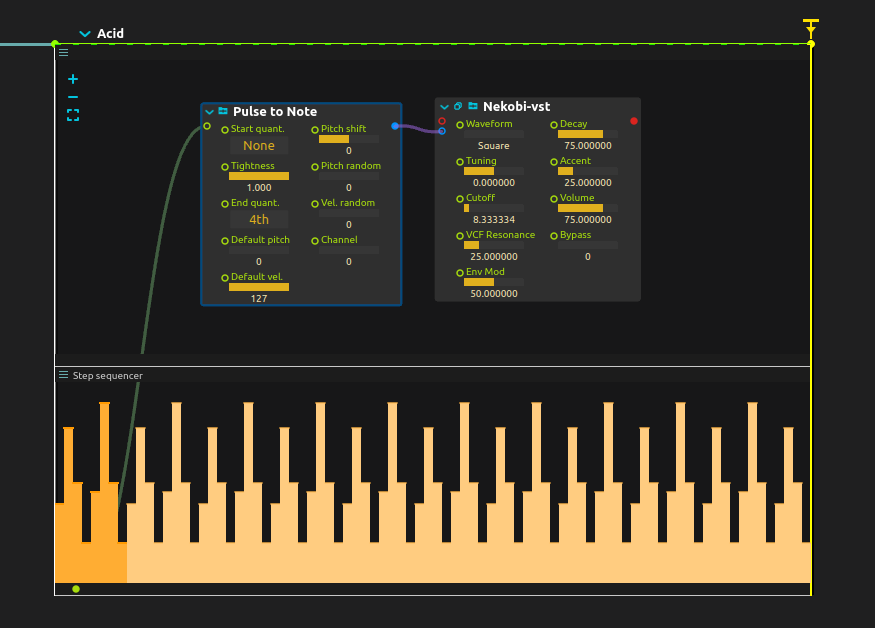 Acid
Pulse to Note
Start quant.
None
Pitch shift
0
Tightness
1.000
Pitch random
0
End quant.
4th
Vel. random
0
Default pitch
0
Channel
0
Default vel.
127
Nekobi-vst
Waveform
Square
Decay
75.000000
Tuning
0.000000
Accent
25.000000
Cutoff
8.333334
Volume
75.000000
VCF Resonance
25.000000
Bypass
0
Env Mod
50.000000
Step sequencer